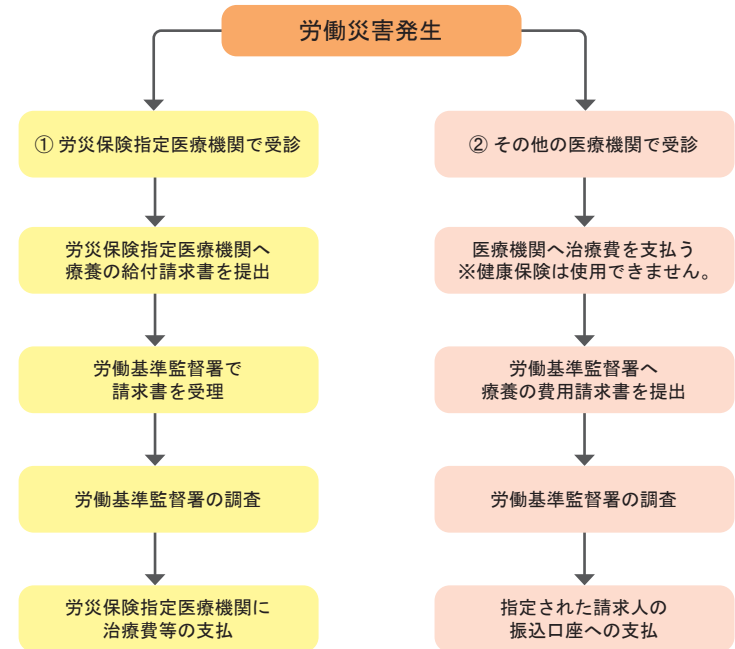 労働災害発生
① 労災保険指定医療機関で受診
労災保険指定医療機関へ
療養の給付請求書を提出
労働基準監督署で
請求書を受理
労働基準監督署の調査
労災保険指定医療機関に
治療費等の支払
② その他の医療機関で受診
医療機関へ治療費を支払う
※健康保険は使用できません。
労働基準監督署へ
療養の費用請求書を提出
労働基準監督署の調査
指定された請求人の
振込口座への支払